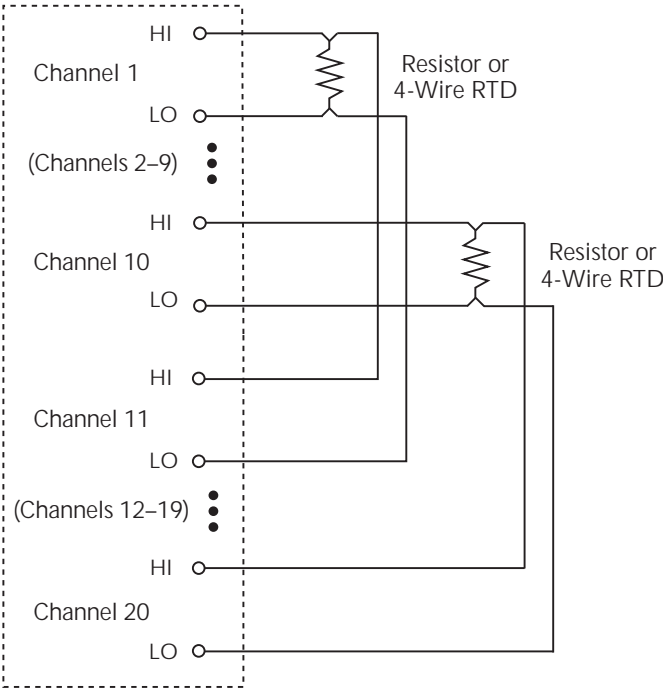 HI
Channel 1
LO
Resistor or
4-Wire RTD
(Channels 2–9)
HI
Channel 10
LO
Resistor or
4-Wire RTD
HI
Channel 11
LO
(Channels 12–19)
HI
Channel 20
LO